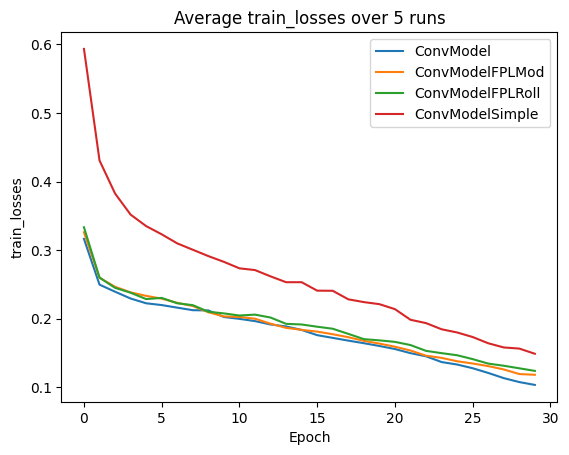 Average train_losses over 5 runs
ConvModel
ConvModelFPLMod
ConvModelFPLRoll
ConvModelSimple
train_losses
0.6
0.5
0.4
0.3
0.2
0.1
0 5 10 15 20 25 30
Epoch